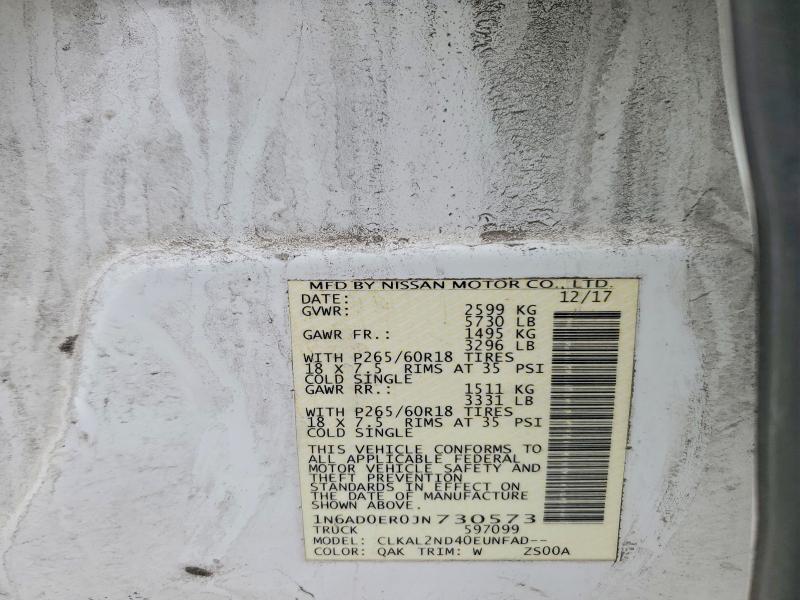 MFD BY NISSAN MOTOR CO., LTD.
DATE: 12/17
GVWR: 2599 KG
5730 LB
GAWR FR.: 1495 KG
3296 LB
WITH P265/60R18 TIRES
18 X 7.5 RIMS AT 35 PSI
COLD SINGLE
GAWR RR.: 1511 KG
3331 LB
WITH P265/60R18 TIRES
18 X 7.5 RIMS AT 35 PSI
COLD SINGLE
THIS VEHICLE CONFORMS TO
ALL APPLICABLE FEDERAL
MOTOR VEHICLE SAFETY AND
THEFT PREVENTION
STANDARDS IN EFFECT ON
THE DATE OF MANUFACTURE
SHOWN ABOVE.
1N6AD0ER0JN730573
TRUCK 597099
MODEL: CLKAL2ND40EUNFAD--
COLOR: QAK TRIM: W ZS00A